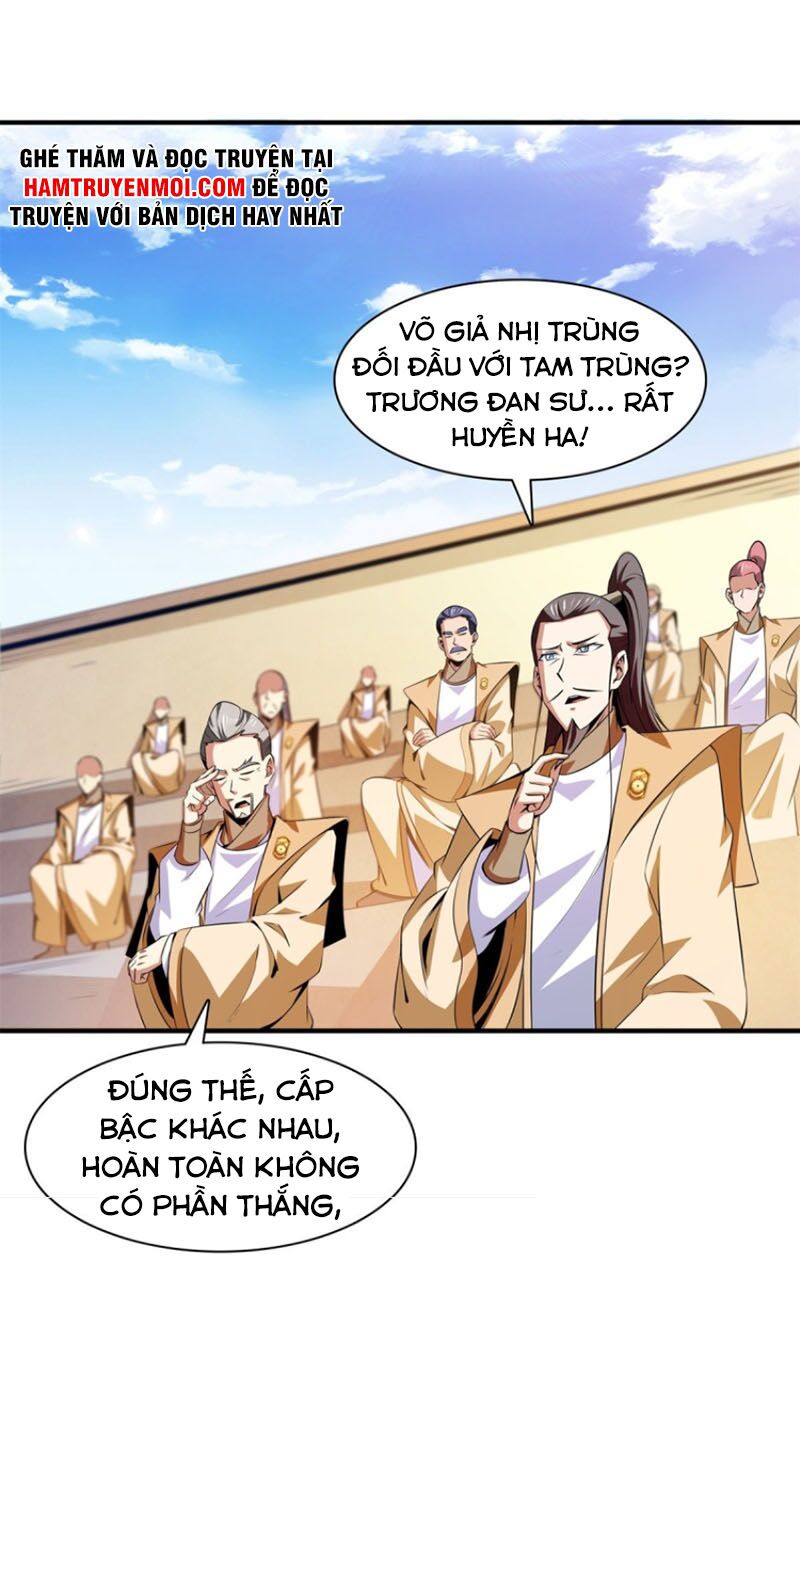 GHÉ THĂM VÀ ĐỌC TRUYỆN TẠI
HAMTRUYENMOI.COM ĐỂ ĐỌC
TRUYỆN VỚI BẢN DỊCH HAY NHẤT
VÕ GIẢ NHỊ TRÙNG
ĐỐI ĐẦU VỚI TAM TRÙNG?
TRƯƠNG ĐAN SƯ... RẤT
HUYỀN HA!
ĐÚNG THẾ, CẤP
BẬC KHÁC NHAU,
HOÀN TOÀN KHÔNG
CÓ PHẦN THẮNG,